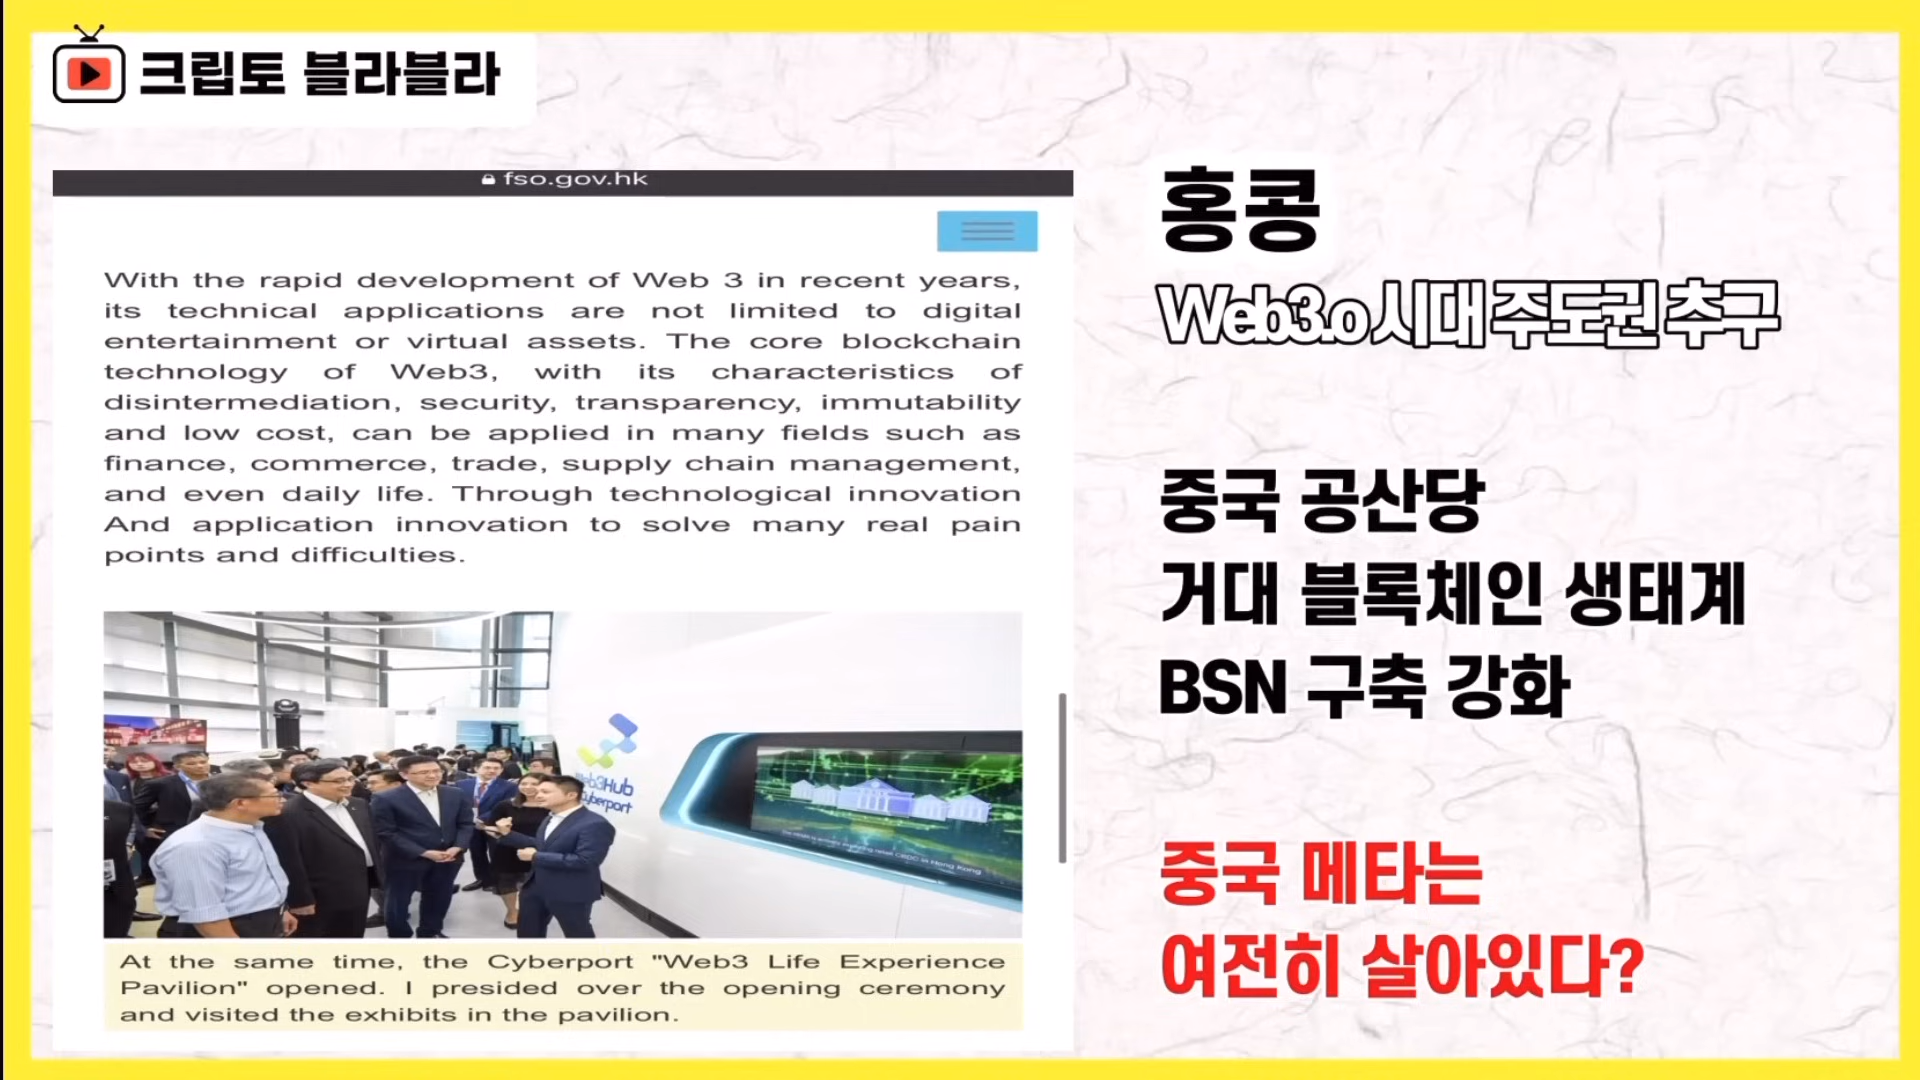 크립토 블라블라
fso.gov.hk
With the rapid development of Web 3 in recent years,
its technical applications are not limited to digital
entertainment or virtual assets. The core blockchain
technology of Web3, with its characteristics of
disintermediation, security, transparency, immutability
and low cost, can be applied in many fields such as
finance, commerce, trade, supply chain management,
and even daily life. Through technological innovation
And application innovation to solve many real pain
points and difficulties.
Hub
Cyberport
At the same time, the Cyberport "Web3 Life Experience
Pavilion" opened. I presided over the opening ceremony
and visited the exhibits in the pavilion.
홍콩
Web3.o 시대 주도권 추구
중국 공산당
거대 블록체인 생태계
BSN 구축 강화
중국 메타는
여전히 살아있다?